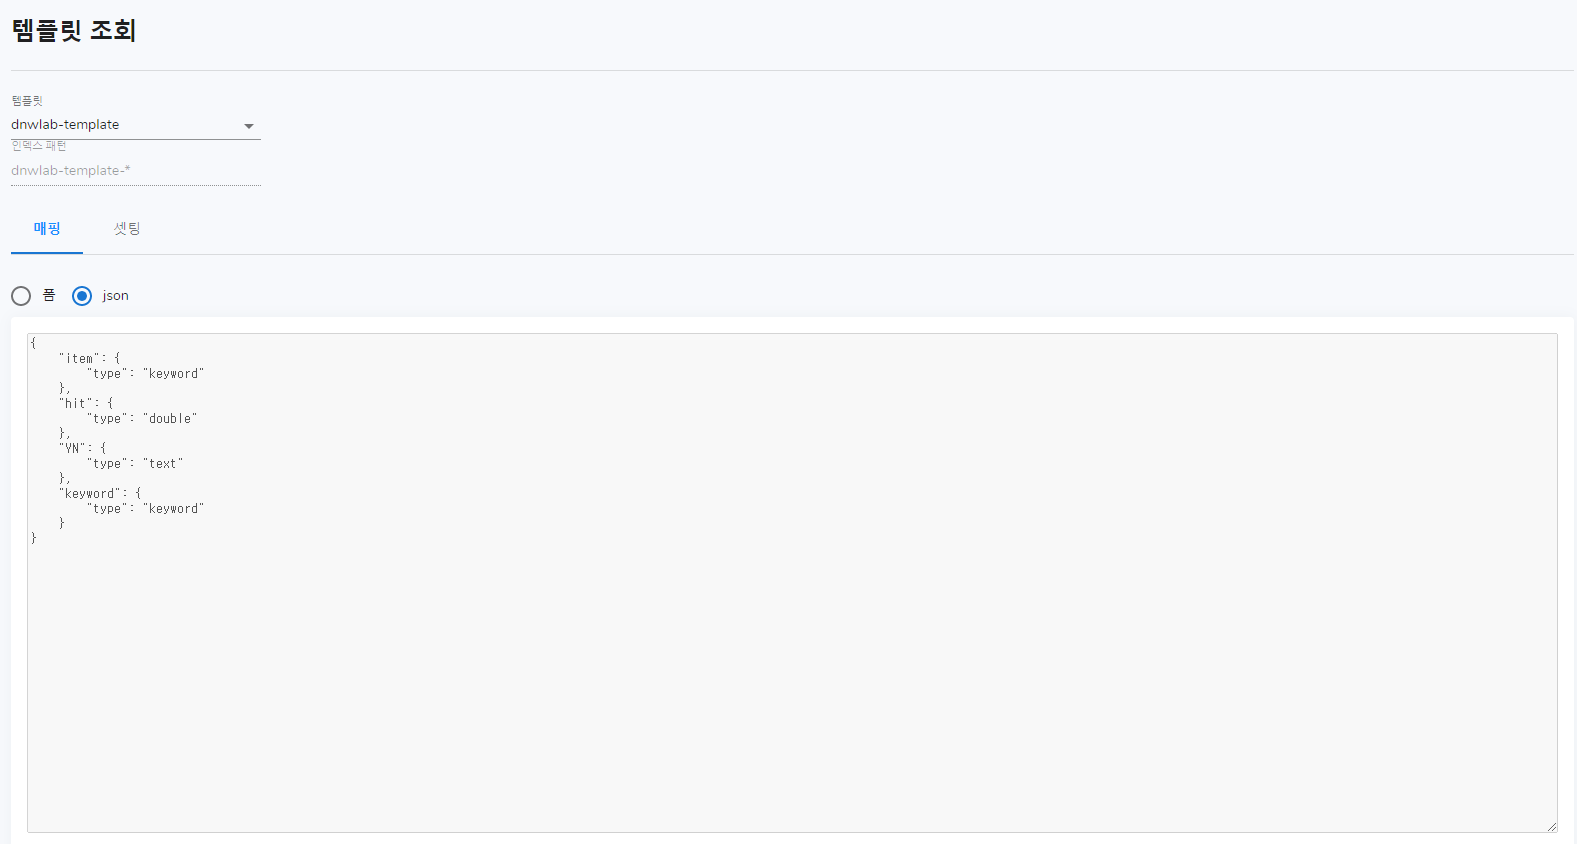 템플릿 조회
템플릿
dnwlab-template
인덱스 패턴
dnwlab-template-*
매핑 셋팅
폼 json
{
    "item": {
        "type": "keyword"
    },
    "hit": {
        "type": "double"
    },
    "YN": {
        "type": "text"
    },
    "keyword": {
        "type": "keyword"
    }
}